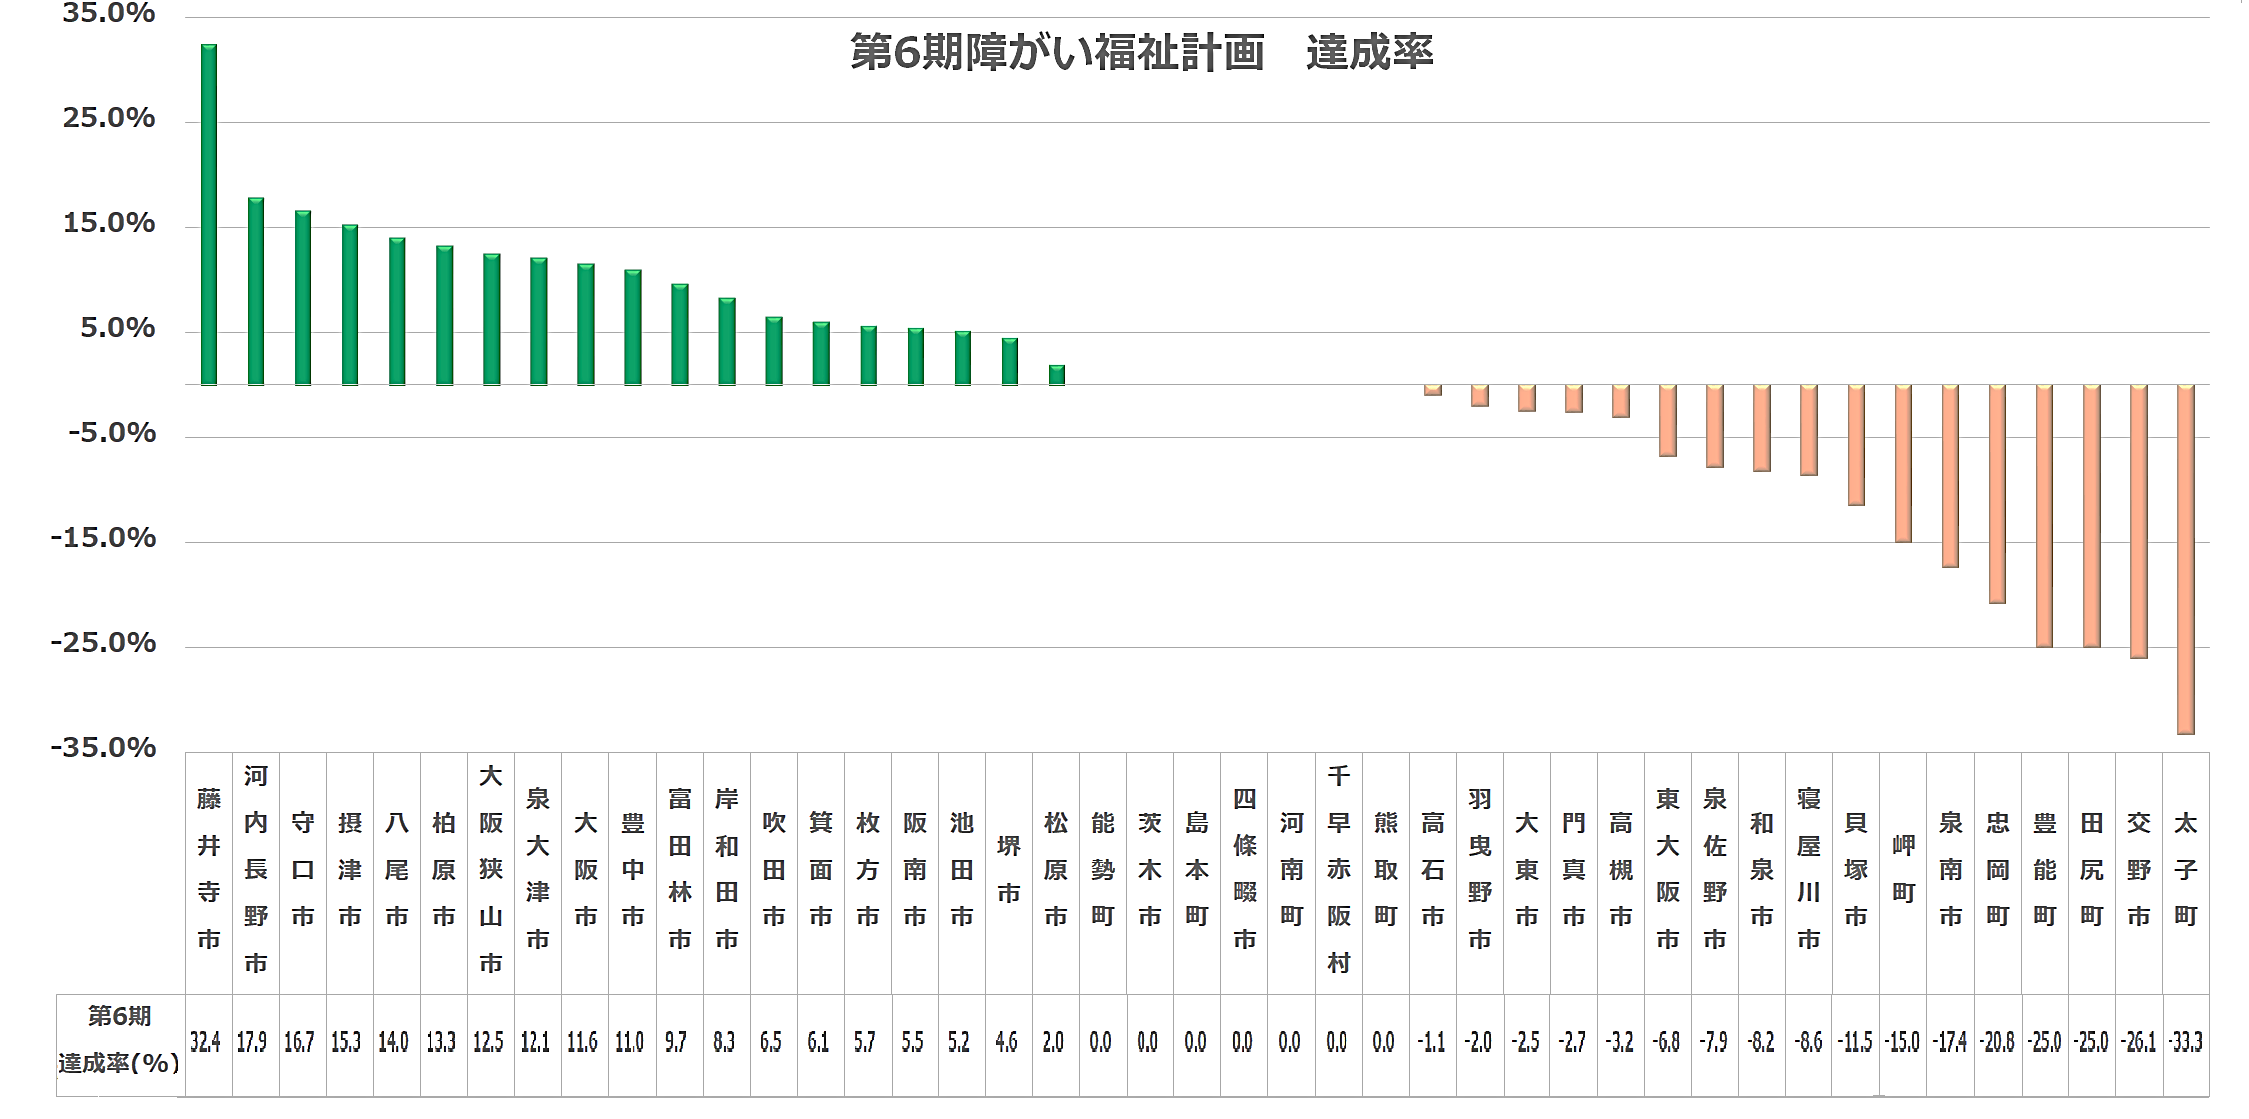 第6期障がい福祉計画　達成率
35.0%
25.0%
15.0%
5.0%
-5.0%
-15.0%
-25.0%
-35.0%
藤井寺市
河内長野市
守口市
摂津市
八尾市
柏原市
大阪狭山市
泉大津市
大阪市
豊中市
富田林市
岸和田市
吹田市
箕面市
枚方市
阪南市
池田市
堺市
松原市
能勢町
茨木市
島本町
四條畷市
河南町
千早赤阪村
熊取町
高石市
羽曳野市
大東市
門真市
高槻市
東大阪市
泉佐野市
和泉市
寝屋川市
貝塚市
岬町
泉南市
忠岡町
豊能町
田尻町
交野市
太子町
第6期
達成率(%)
32.4 17.9 16.7 15.3 14.0 13.3 12.5 12.1 11.6 11.0 9.7 8.3 6.5 6.1 5.7 5.5 5.2 4.6 2.0 0.0 0.0 0.0 0.0 0.0 0.0 0.0 -1.1 -2.0 -2.5 -2.7 -3.2 -6.8 -7.9 -8.2 -8.6 -11.5 -15.0 -17.4 -20.8 -25.0 -25.0 -26.1 -33.3